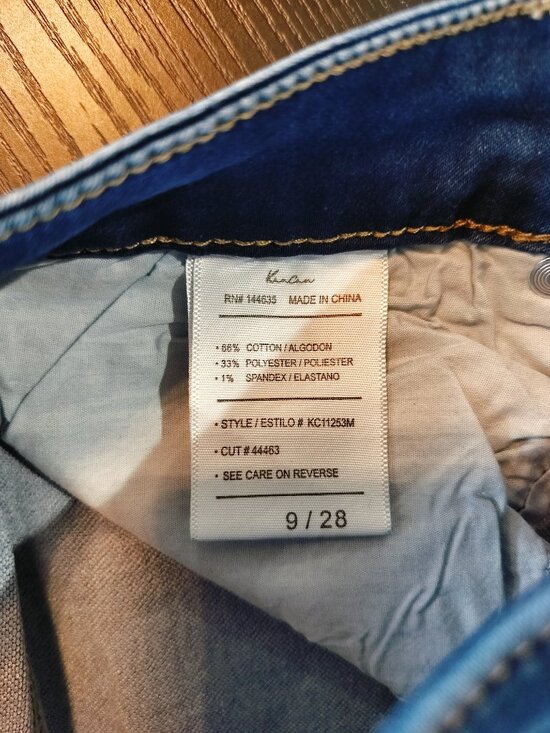 KanCan
RN# 144635 MADE IN CHINA
• 66% COTTON / ALGODON
• 33% POLYESTER / POLIESTER
• 1% SPANDEX / ELASTANO
• STYLE / ESTILO # KC11253M
• CUT # 44463
• SEE CARE ON REVERSE
9 / 28